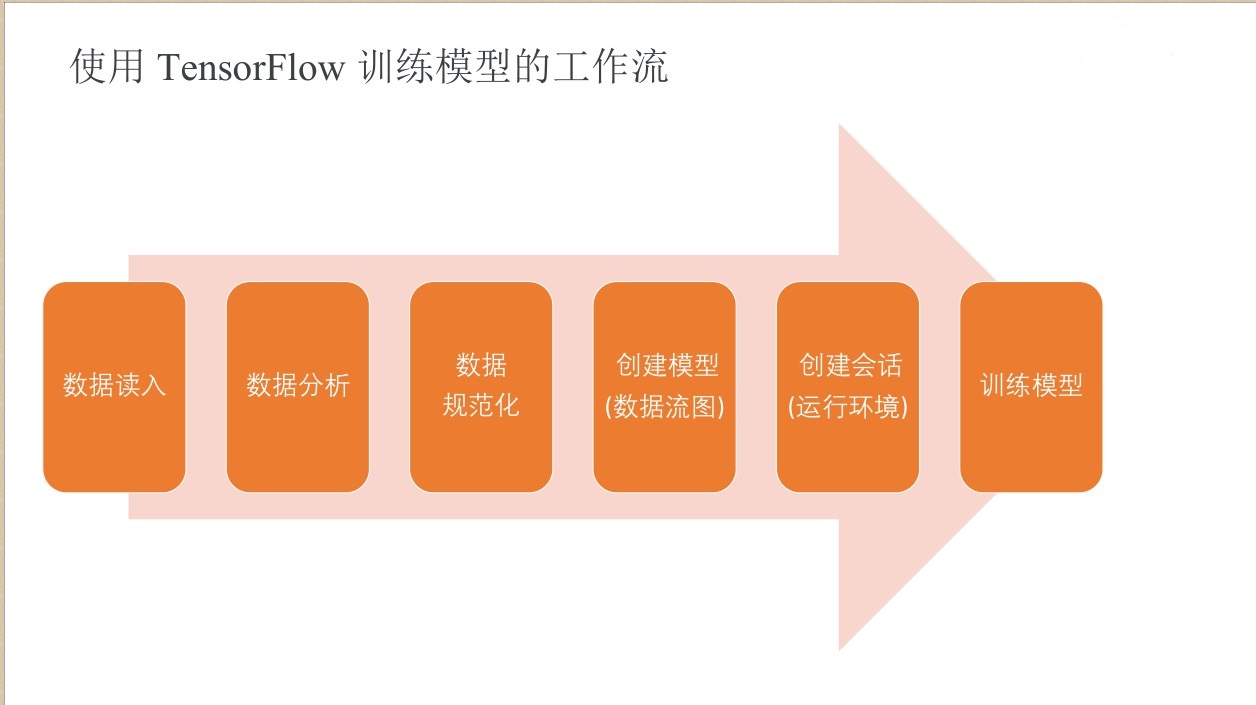 使用 TensorFlow 训练模型的工作流
数据读入
数据分析
数据
规范化
创建模型
(数据流图)
创建会话
(运行环境)
训练模型